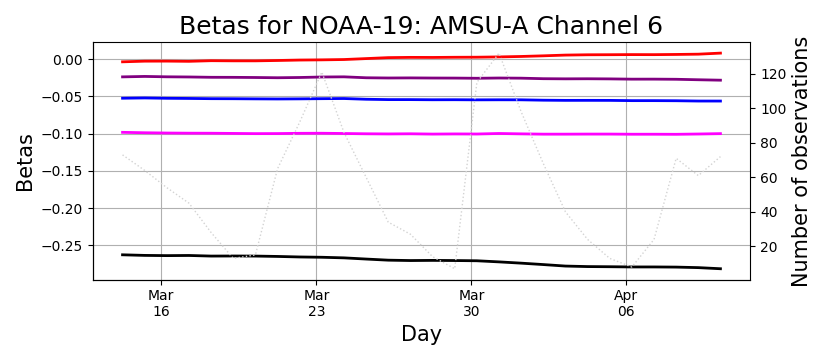 Betas for NOAA-19: AMSU-A Channel 6
Betas
0.00
−0.05
−0.10
−0.15
−0.20
−0.25
120
100
80
60
40
20
Number of observations
Mar
16
Mar
23
Mar
30
Apr
06
Day